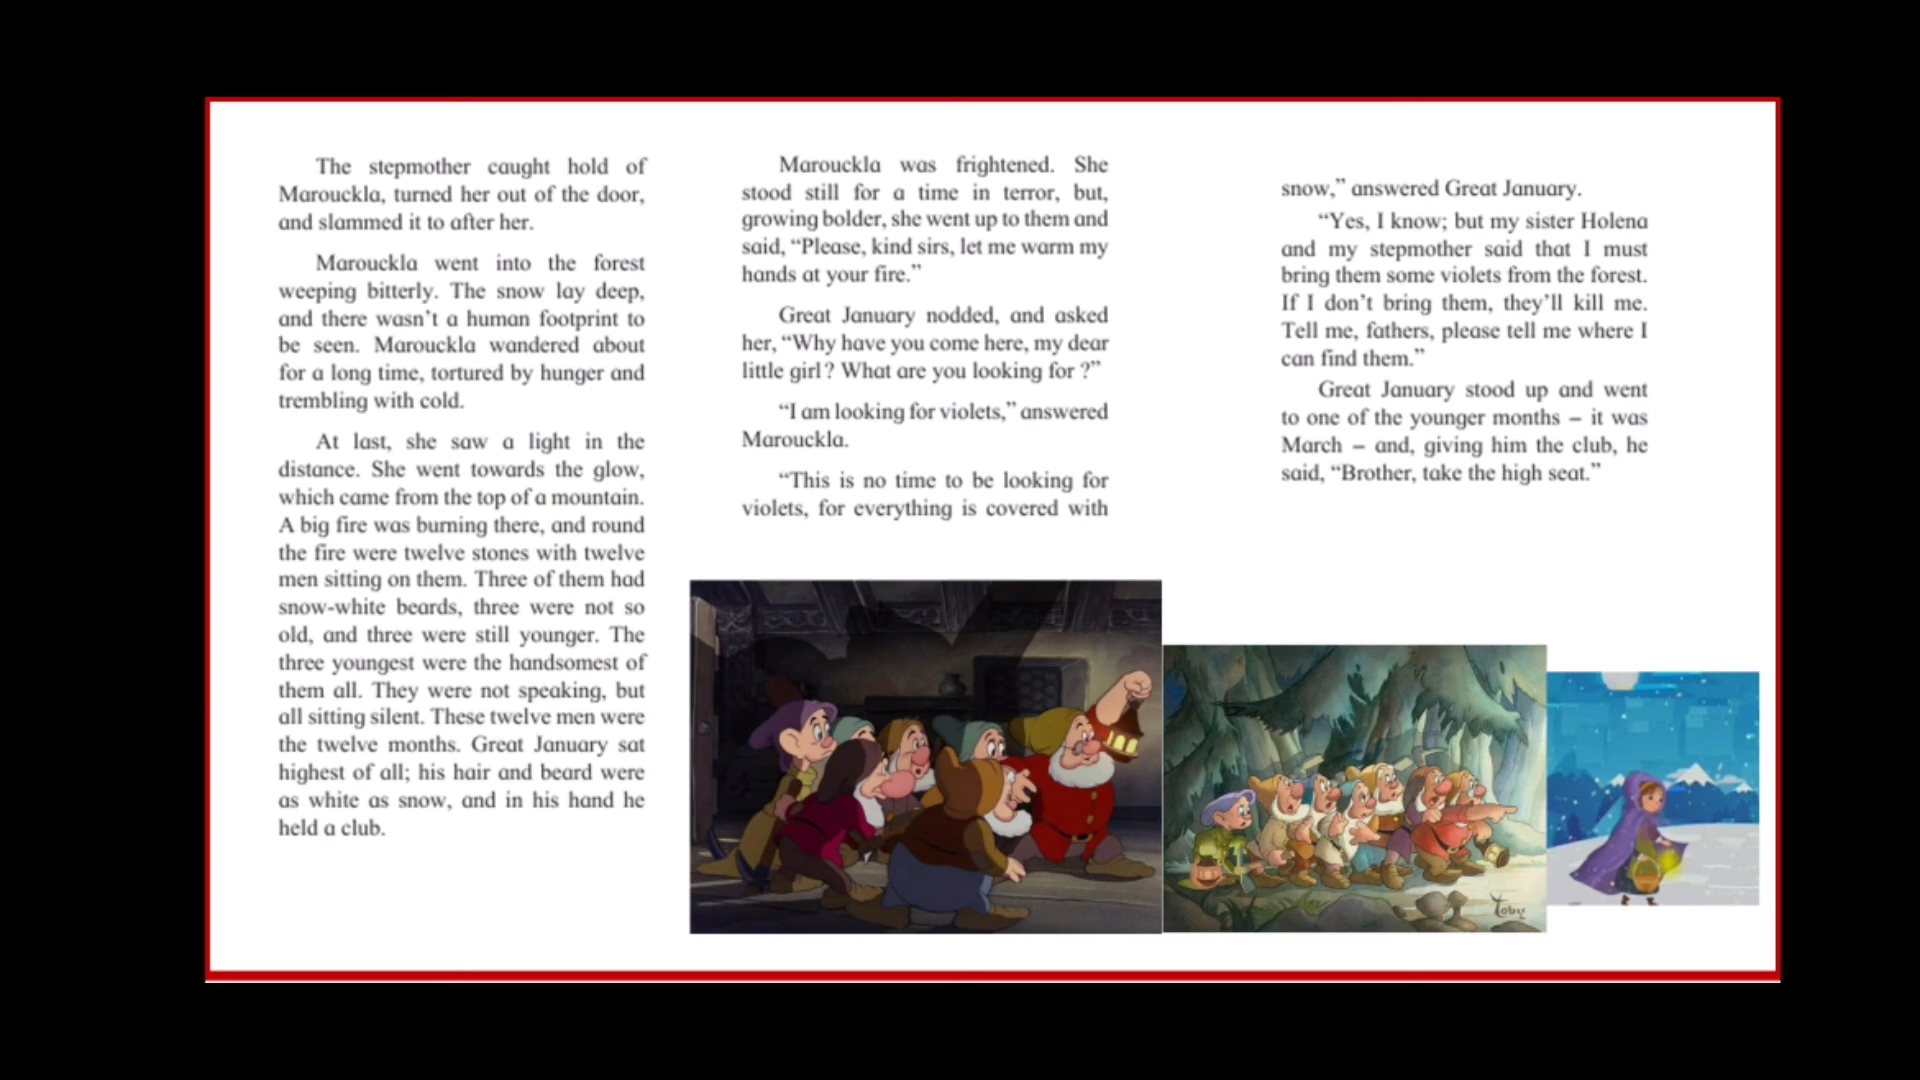 The stepmother caught hold of
Marouckla, turned her out of the door,
and slammed it to after her.
Marouckla went into the forest
weeping bitterly. The snow lay deep,
and there wasn’t a human footprint to
be seen. Marouckla wandered about
for a long time, tortured by hunger and
trembling with cold.
At last, she saw a light in the
distance. She went towards the glow,
which came from the top of a mountain.
A big fire was burning there, and round
the fire were twelve stones with twelve
men sitting on them. Three of them had
snow-white beards, three were not so
old, and three were still younger. The
three youngest were the handsomest of
them all. They were not speaking, but
all sitting silent. These twelve men were
the twelve months. Great January sat
highest of all; his hair and beard were
as white as snow, and in his hand he
held a club.
Marouckla was frightened. She
stood still for a time in terror, but,
growing bolder, she went up to them and
said, “Please, kind sirs, let me warm my
hands at your fire.”
Great January nodded, and asked
her, “Why have you come here, my dear
little girl? What are you looking for ?”
“I am looking for violets,” answered
Marouckla.
“This is no time to be looking for
violets, for everything is covered with
snow,” answered Great January.
“Yes, I know; but my sister Holena
and my stepmother said that I must
bring them some violets from the forest.
If I don’t bring them, they’ll kill me.
Tell me, fathers, please tell me where I
can find them.”
Great January stood up and went
to one of the younger months – it was
March – and, giving him the club, he
said, “Brother, take the high seat.”